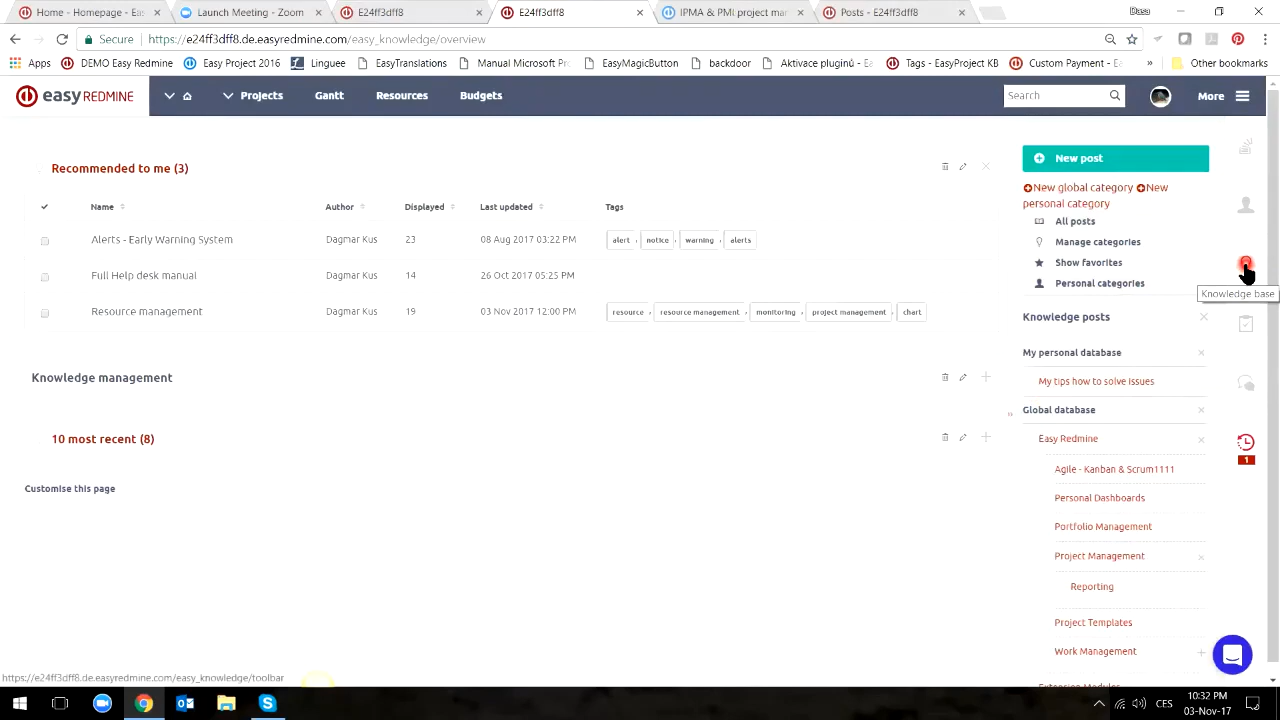 Home - Homepage - Eas
Launch Meeting - Zoom
E24ff3dff8
E24ff3dff8
IPMA & PMI project man
Posts - E24ff3dff8
Secure
https://e24ff3dff8.de.easyredmine.com/easy_knowledge/overview
Apps
DEMO Easy Redmine
Easy Project 2016
Linguee
EasyTranslations
Manual Microsoft Proje
EasyMagicButton
backdoor
Aktivace pluginů - Ea
Tags - EasyProject KB
Custom Payment - Ea
»
Other bookmarks
easy REDMINE
Projects
Gantt
Resources
Budgets
Search
More
Recommended to me (3)
Name
Author
Displayed
Last updated
Tags
Alerts - Early Warning System
Dagmar Kus
23
08 Aug 2017 03:22 PM
alert , notice , warning , alerts
Full Help desk manual
Dagmar Kus
14
26 Oct 2017 05:25 PM
Resource management
Dagmar Kus
19
03 Nov 2017 12:00 PM
resource , resource management , monitoring , project management , chart
Knowledge management
10 most recent (8)
Customise this page
New post
New global category New
personal category
All posts
Manage categories
Show favorites
Personal categories
Knowledge base
Knowledge posts
My personal database
My tips how to solve issues
Global database
Easy Redmine
Agile - Kanban & Scrum1111
Personal Dashboards
Portfolio Management
Project Management
Reporting
Project Templates
Work Management
Extension Modules
1
https://e24ff3dff8.de.easyredmine.com/easy_knowledge/toolbar
CES
10:32 PM
03-Nov-17